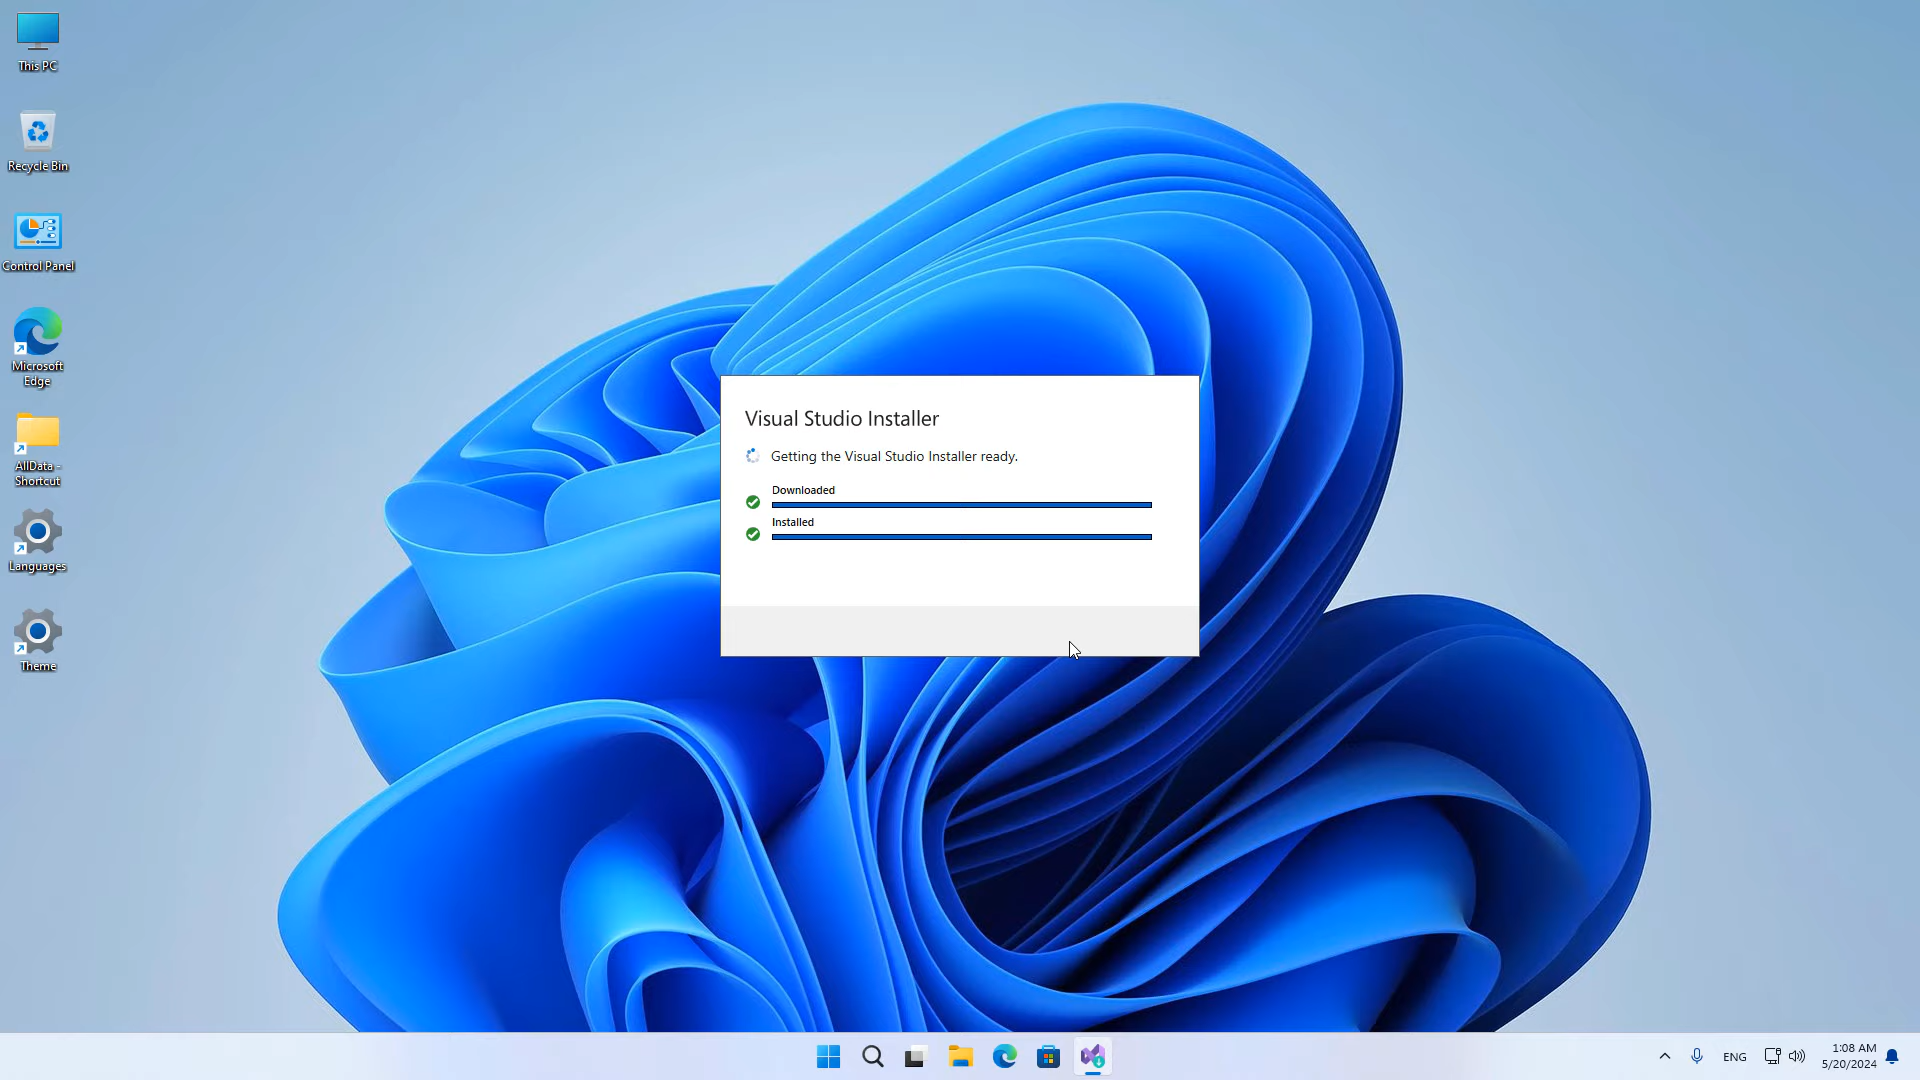 This PC
Recycle Bin
Control Panel
Microsoft
Edge
AllData -
Shortcut
Languages
Theme
Visual Studio Installer
Getting the Visual Studio Installer ready.
Downloaded
Installed
ENG
1:08 AM
5/20/2024